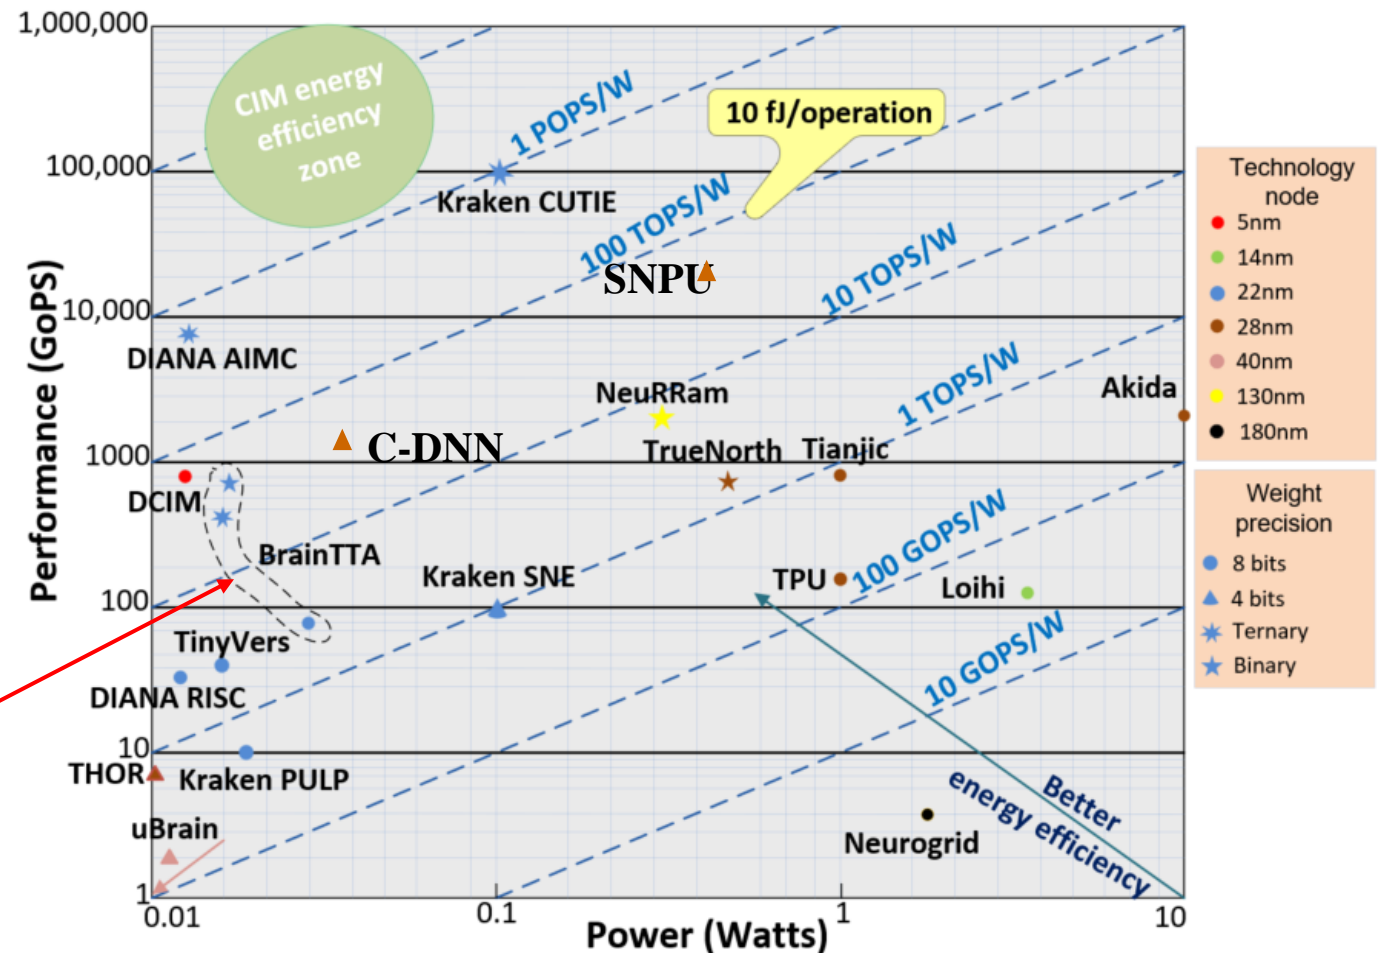 1,000,000
100,000
10,000
1000
100
10
1
Performance (GoPS)
0.01
0.1
1
10
Power (Watts)
CIM energy
efficiency
zone
1 POPS/W
10 fJ/operation
Kraken CUTIE
100 TOPS/W
SNPU
10 TOPS/W
DIANA AIMC
NeuRRam
1 TOPS/W
Akida
C-DNN
TrueNorth
Tianjic
DCIM
BrainTTA
Kraken SNE
TPU
100 GOPS/W
Loihi
TinyVers
DIANA RISC
10 GOPS/W
THOR
Kraken PULP
uBrain
Neurogrid
Better
energy efficiency
Technology
node
5nm
14nm
22nm
28nm
40nm
130nm
180nm
Weight
precision
8 bits
4 bits
Ternary
Binary